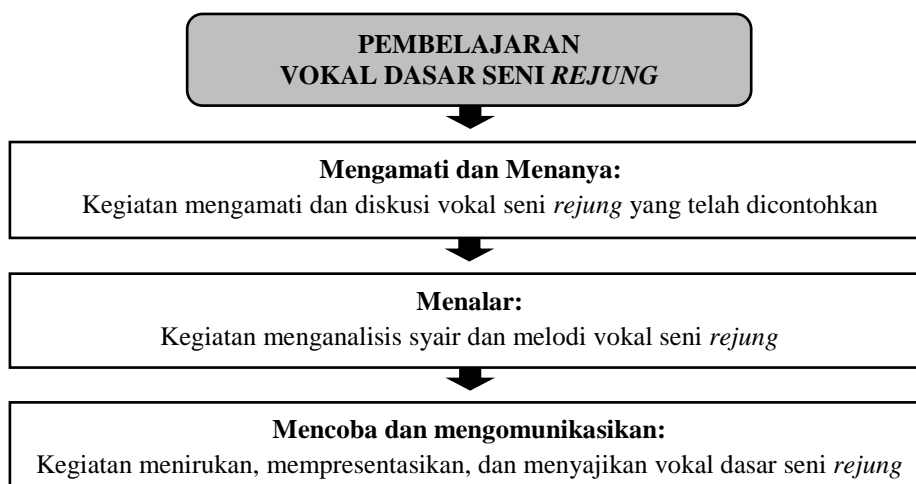 PEMBELAJARAN
VOKAL DASAR SENI REJUNG
Mengamati dan Menanya:
Kegiatan mengamati dan diskusi vokal seni rejung yang telah dicontohkan
Menalar:
Kegiatan menganalisis syair dan melodi vokal seni rejung
Mencoba dan mengomunikasikan:
Kegiatan menirukan, mempresentasikan, dan menyajikan vokal dasar seni rejung